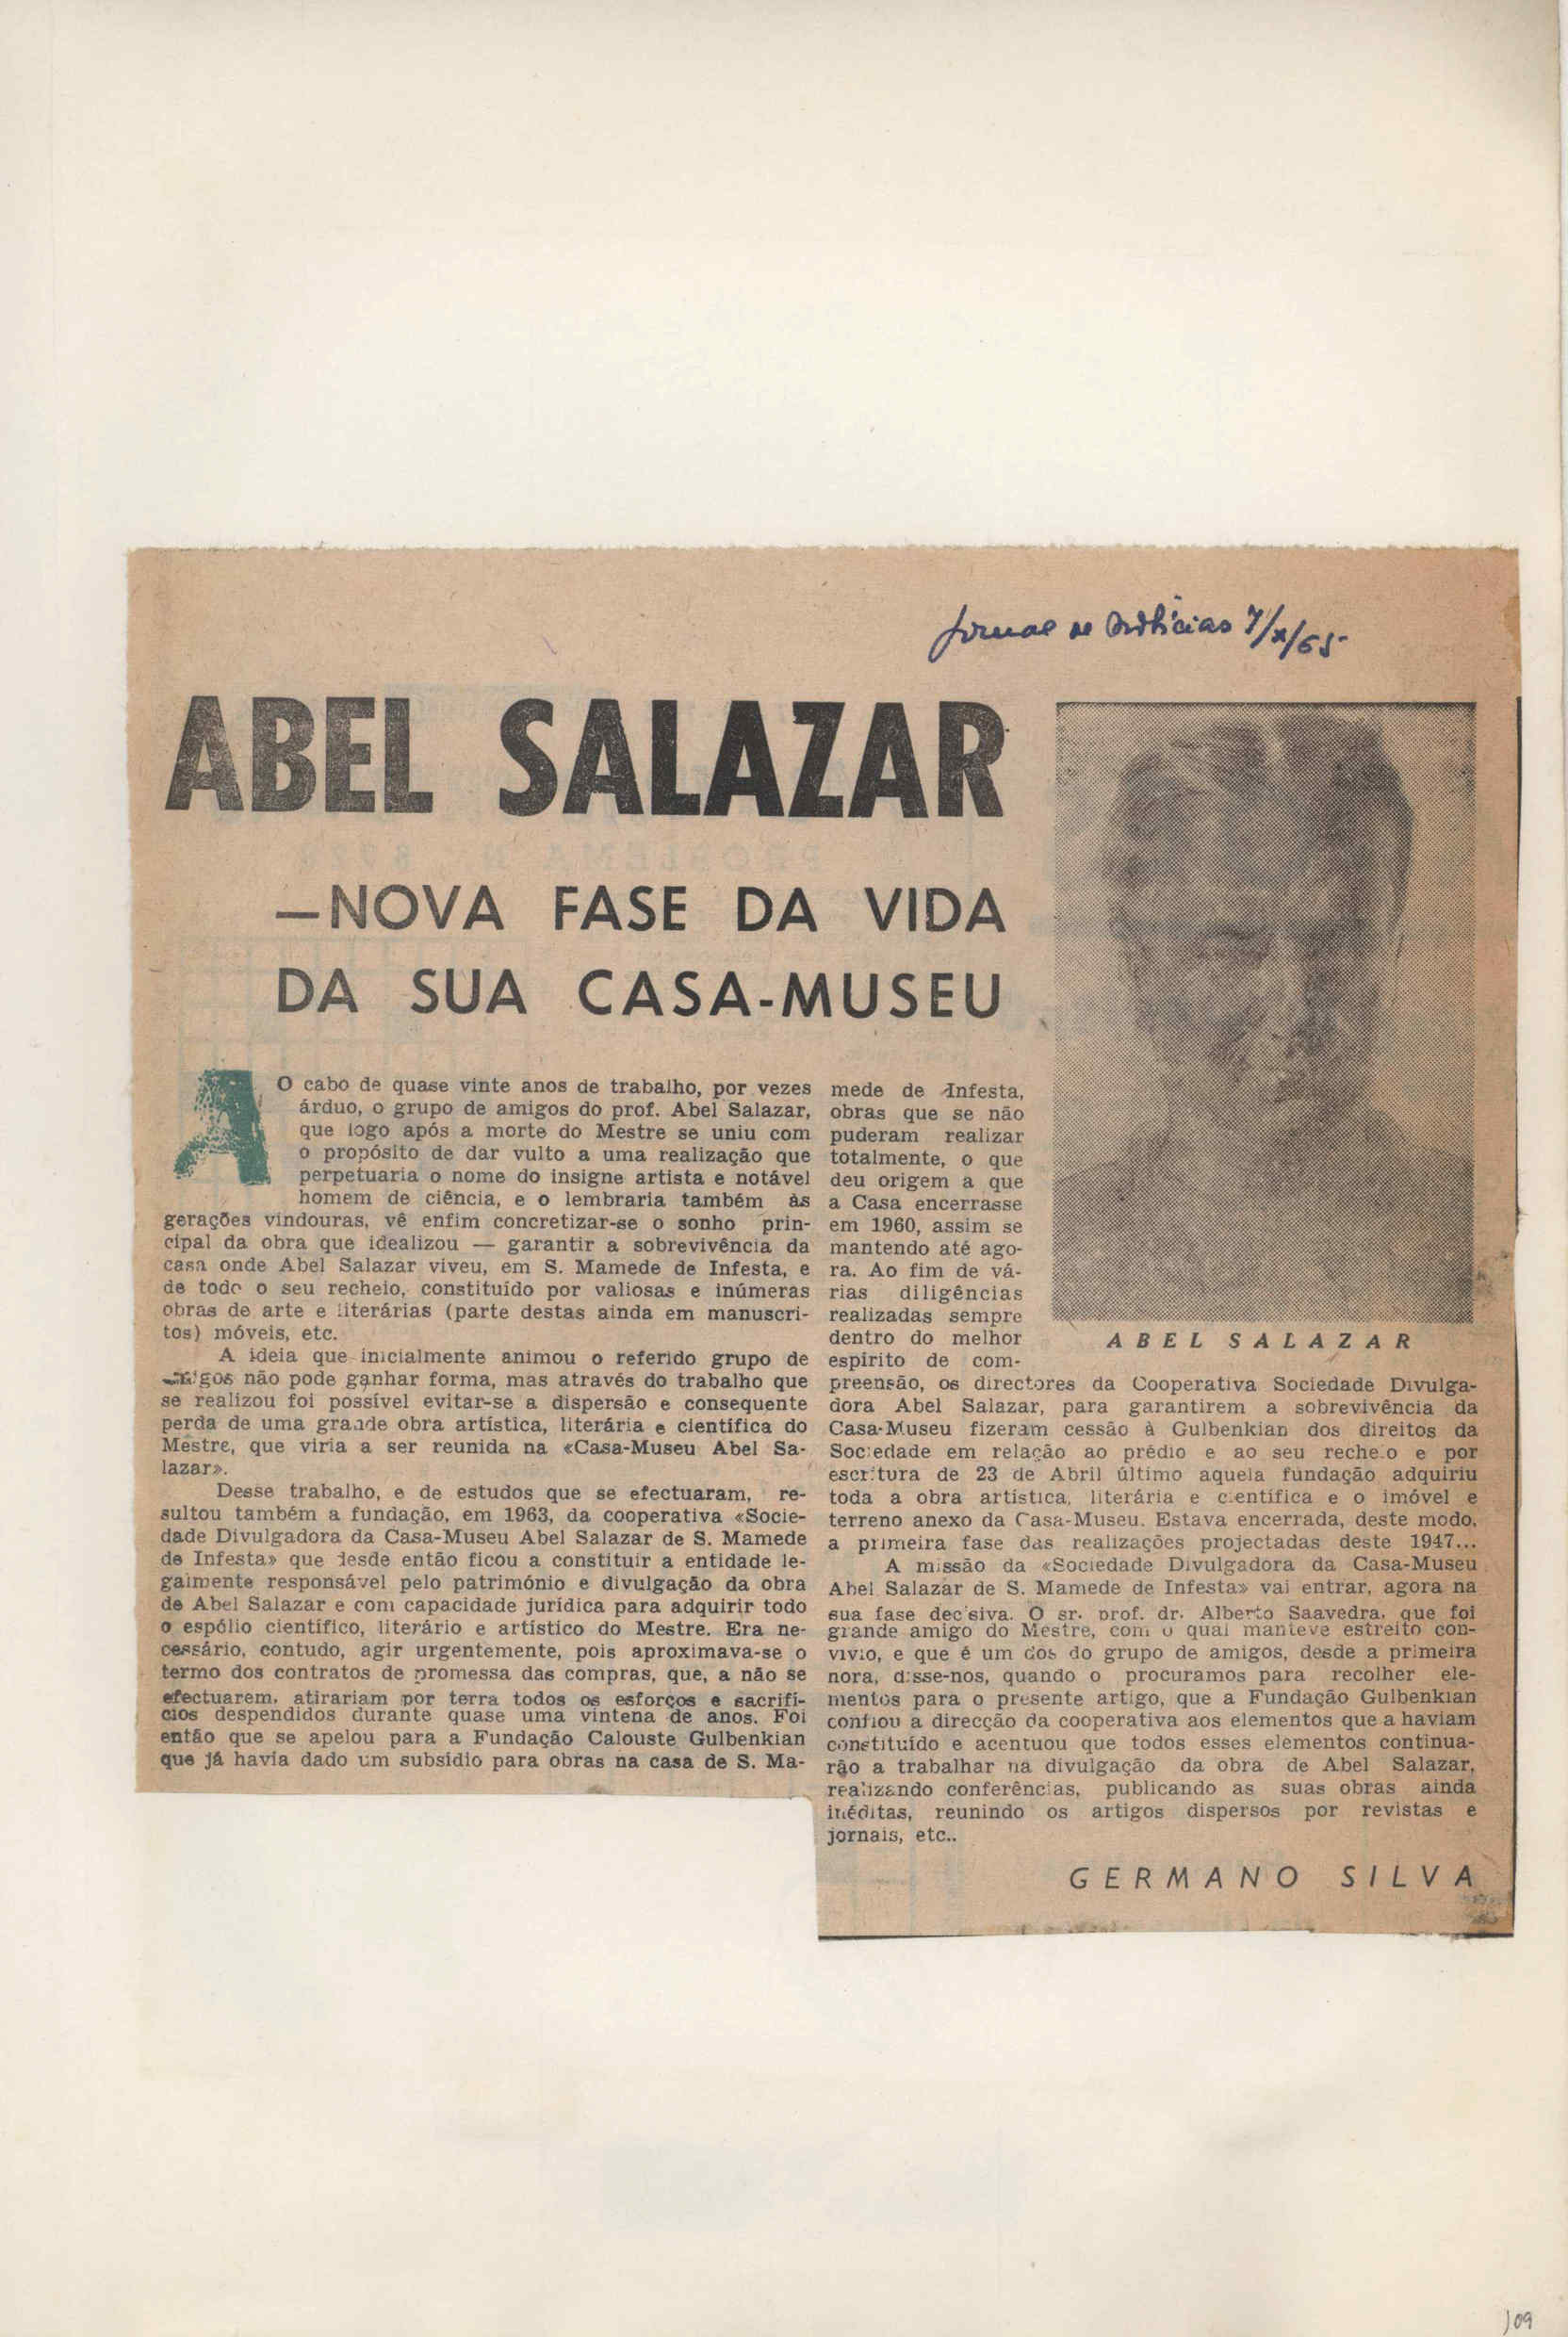 Jornal de Notícias 7/X/65
ABEL SALAZAR
—NOVA FASE DA VIDA
DA SUA CASA-MUSEU
AO cabo de quase vinte anos de trabalho, por vezes
árduo, o grupo de amigos do prof. Abel Salazar,
que logo após a morte do Mestre se uniu com
o propósito de dar vulto a uma realização que
perpetuaria o nome do insigne artista e notável
homem de ciência, e o lembraria também às
gerações vindouras, vê enfim concretizar-se o sonho prin-
cipal da obra que idealizou — garantir a sobrevivência da
casa onde Abel Salazar viveu, em S. Mamede de Infesta, e
de todo o seu recheio, constituído por valiosas e inúmeras
obras de arte e literárias (parte destas ainda em manuscri-
tos) móveis, etc.
A ideia que inicialmente animou o referido grupo de
amigos não pode ganhar forma, mas através do trabalho que
se realizou foi possível evitar-se a dispersão e consequente
perda de uma grande obra artística, literária e científica do
Mestre, que viria a ser reunida na «Casa-Museu Abel Sa-
lazar».
Desse trabalho, e de estudos que se efectuaram, re-
sultou também a fundação, em 1963, da cooperativa «Socie-
dade Divulgadora da Casa-Museu Abel Salazar de S. Mamede
de Infesta» que desde então ficou a constituir a entidade le-
galmente responsável pelo património e divulgação da obra
de Abel Salazar e com capacidade jurídica para adquirir todo
o espólio científico, literário e artístico do Mestre. Era ne-
cessário, contudo, agir urgentemente, pois aproximava-se o
termo dos contratos de promessa das compras, que, a não se
efectuarem, atirariam por terra todos os esforços e sacrifí-
cios despendidos durante quase uma vintena de anos. Foi
então que se apelou para a Fundação Calouste Gulbenkian
que já havia dado um subsídio para obras na casa de S. Ma-
mede de Infesta,
obras que se não
puderam realizar
totalmente, o que
deu origem a que
a Casa encerrasse
em 1960, assim se
mantendo até ago-
ra. Ao fim de vá-
rias diligências
realizadas sempre
dentro do melhor
espírito de com-
preensão, os directores da Cooperativa Sociedade Divulga-
dora Abel Salazar, para garantirem a sobrevivência da
Casa-Museu fizeram cessão à Gulbenkian dos direitos da
Sociedade em relação ao prédio e ao seu recheio e por
escritura de 23 de Abril último aquela fundação adquiriu
toda a obra artística, literária e científica e o imóvel e
terreno anexo da Casa-Museu. Estava encerrada, deste modo,
a primeira fase das realizações projectadas deste 1947...
A missão da «Sociedade Divulgadora da Casa-Museu
Abel Salazar de S. Mamede de Infesta» vai entrar, agora na
sua fase decisiva. O sr. prof. dr. Alberto Saavedra, que foi
grande amigo do Mestre, com o qual manteve estreito con-
vívio, e que é um dos do grupo de amigos, desde a primeira
hora, disse-nos, quando o procuramos para recolher ele-
mentos para o presente artigo, que a Fundação Gulbenkian
confiou a direcção da cooperativa aos elementos que a haviam
constituído e acentuou que todos esses elementos continua-
rão a trabalhar na divulgação da obra de Abel Salazar,
realizando conferências, publicando as suas obras ainda
inéditas, reunindo os artigos dispersos por revistas e
jornais, etc..
ABEL SALAZAR
GERMANO SILVA
109